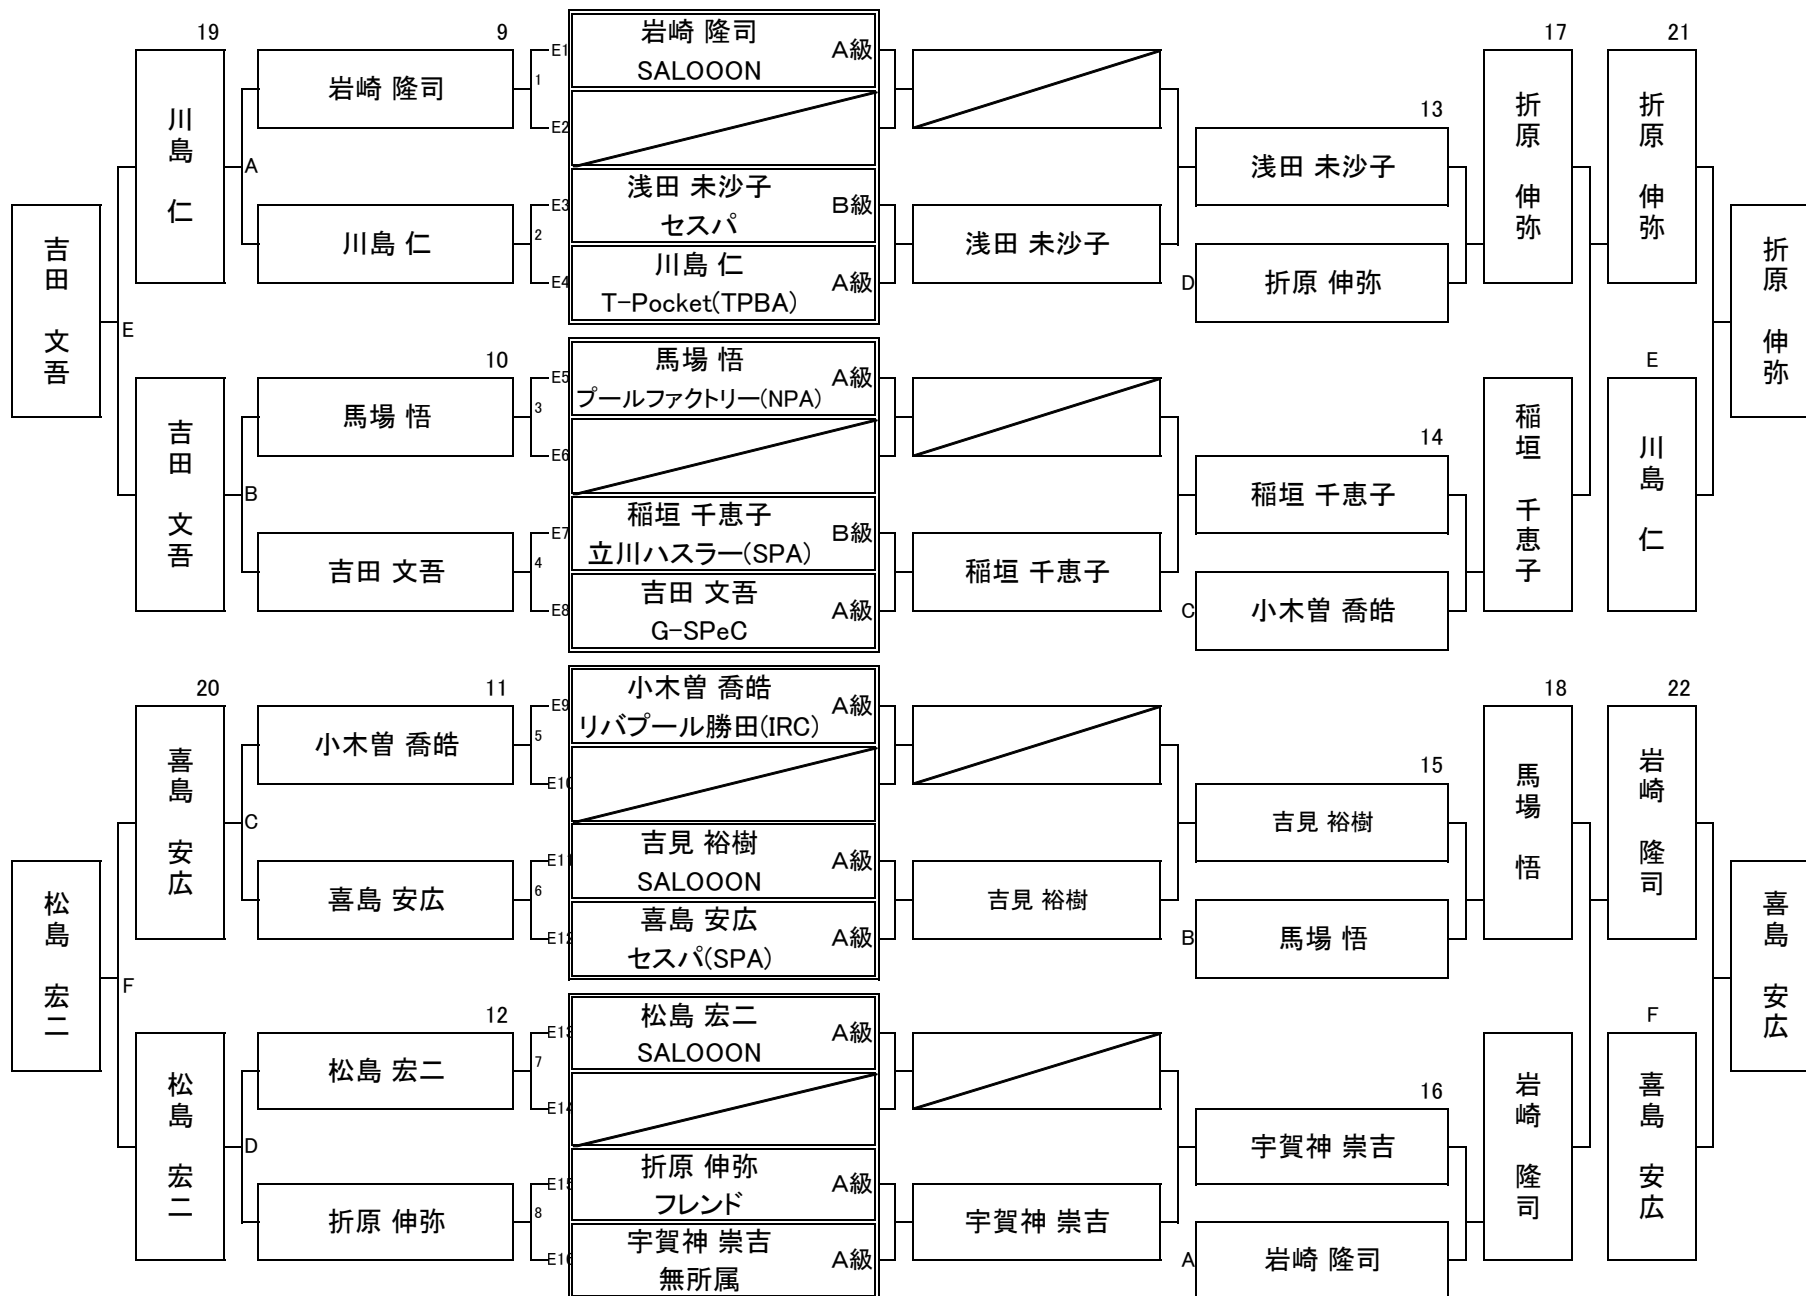 19
9
17
21
13
岩崎 隆司
SALOOON
A級
E1
1
E2
岩崎 隆司
川島 仁
A
浅田 未沙子
セスパ
B級
E3
2
E4
川島 仁
川島 仁
T-Pocket(TPBA)
A級
浅田 未沙子
浅田 未沙子
D
折原 伸弥
折原 伸弥
折原 伸弥
折原 伸弥
吉田 文吾
E
10
馬場 悟
プールファクトリー(NPA)
A級
E5
3
E6
馬場 悟
吉田 文吾
B
稲垣 千恵子
立川ハスラー(SPA)
B級
E7
4
E8
吉田 文吾
吉田 文吾
G-SPeC
A級
稲垣 千恵子
14
稲垣 千恵子
C
小木曽 喬皓
稲垣 千恵子
E
川島 仁
20
11
小木曽 喬皓
リバプール勝田(IRC)
A級
E9
5
E10
小木曽 喬皓
喜島 安広
C
吉見 裕樹
SALOOON
A級
E11
6
E12
喜島 安広
喜島 安広
セスパ(SPA)
A級
吉見 裕樹
15
吉見 裕樹
B
馬場 悟
18
馬場 悟
22
岩崎 隆司
喜島 安広
松島 宏二
F
12
松島 宏二
SALOOON
A級
E13
7
E14
松島 宏二
松島 宏二
D
折原 伸弥
フレンド
A級
E15
8
E16
折原 伸弥
宇賀神 崇吉
無所属
A級
宇賀神 崇吉
16
宇賀神 崇吉
A
岩崎 隆司
岩崎 隆司
F
喜島 安広